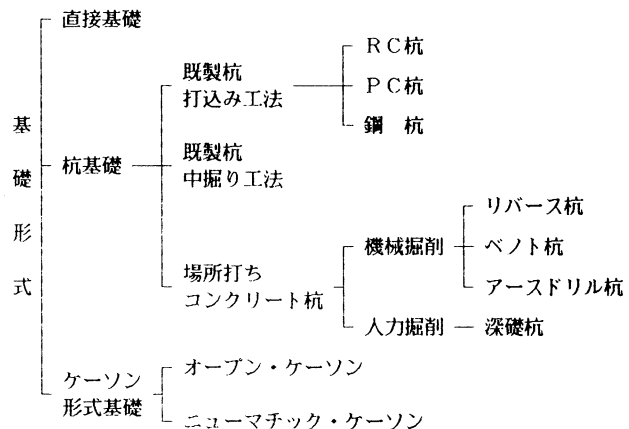 直接基礎
基礎形式
杭基礎
既製杭
打込み工法
RC杭
PC杭
鋼 杭
既製杭
中掘り工法
場所打ち
コンクリート杭
機械掘削
リバース杭
ベノト杭
アースドリル杭
人力掘削
深礎杭
ケーソン
形式基礎
オープン・ケーソン
ニューマチック・ケーソン